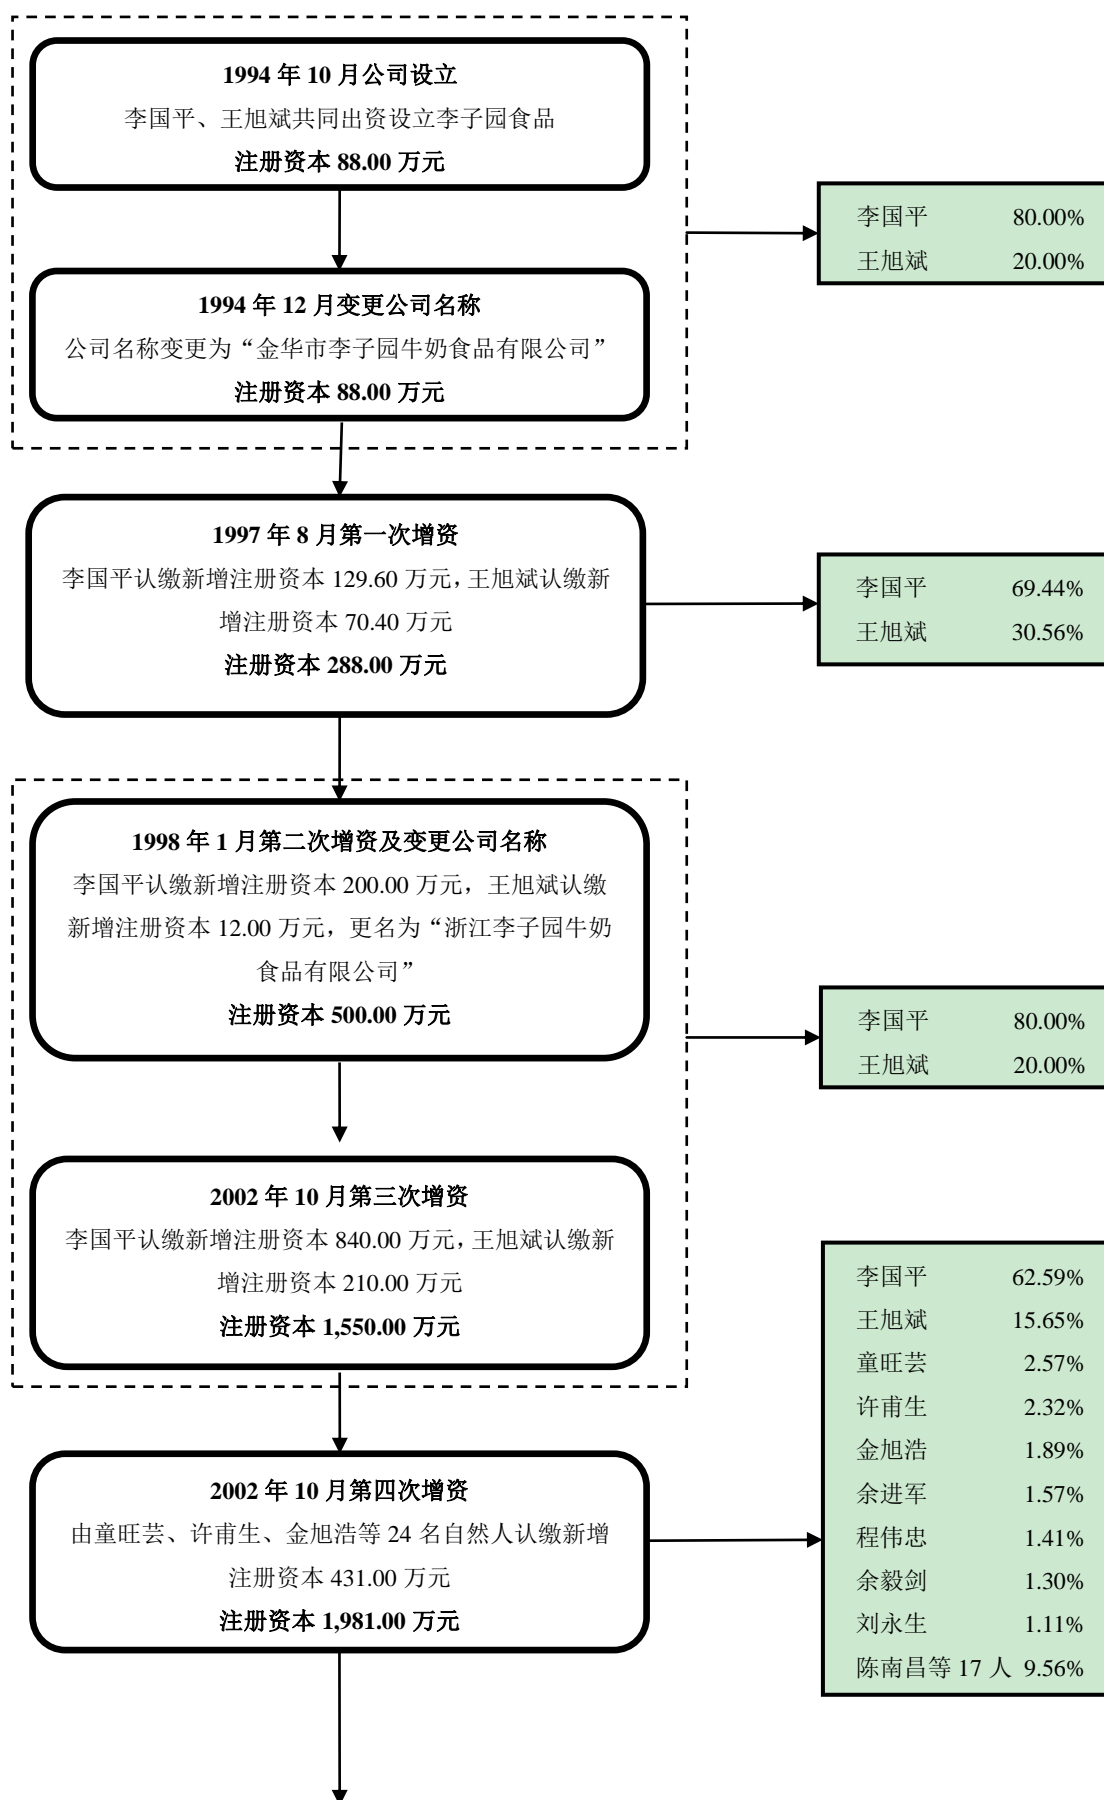 1994 年 10 月公司设立
李国平、王旭斌共同出资设立李子园食品
注册资本 88.00 万元
李国平 80.00%
王旭斌 20.00%
1994 年 12 月变更公司名称
公司名称变更为“金华市李子园牛奶食品有限公司”
注册资本 88.00 万元
1997 年 8 月第一次增资
李国平认缴新增注册资本 129.60 万元，王旭斌认缴新
增注册资本 70.40 万元
注册资本 288.00 万元
李国平 69.44%
王旭斌 30.56%
1998 年 1 月第二次增资及变更公司名称
李国平认缴新增注册资本 200.00 万元，王旭斌认缴
新增注册资本 12.00 万元，更名为“浙江李子园牛奶
食品有限公司”
注册资本 500.00 万元
李国平 80.00%
王旭斌 20.00%
2002 年 10 月第三次增资
李国平认缴新增注册资本 840.00 万元，王旭斌认缴新
增注册资本 210.00 万元
注册资本 1,550.00 万元
2002 年 10 月第四次增资
由童旺芸、许甫生、金旭浩等 24 名自然人认缴新增
注册资本 431.00 万元
注册资本 1,981.00 万元
李国平 62.59%
王旭斌 15.65%
童旺芸 2.57%
许甫生 2.32%
金旭浩 1.89%
余进军 1.57%
程伟忠 1.41%
余毅剑 1.30%
刘永生 1.11%
陈南昌等 17 人 9.56%